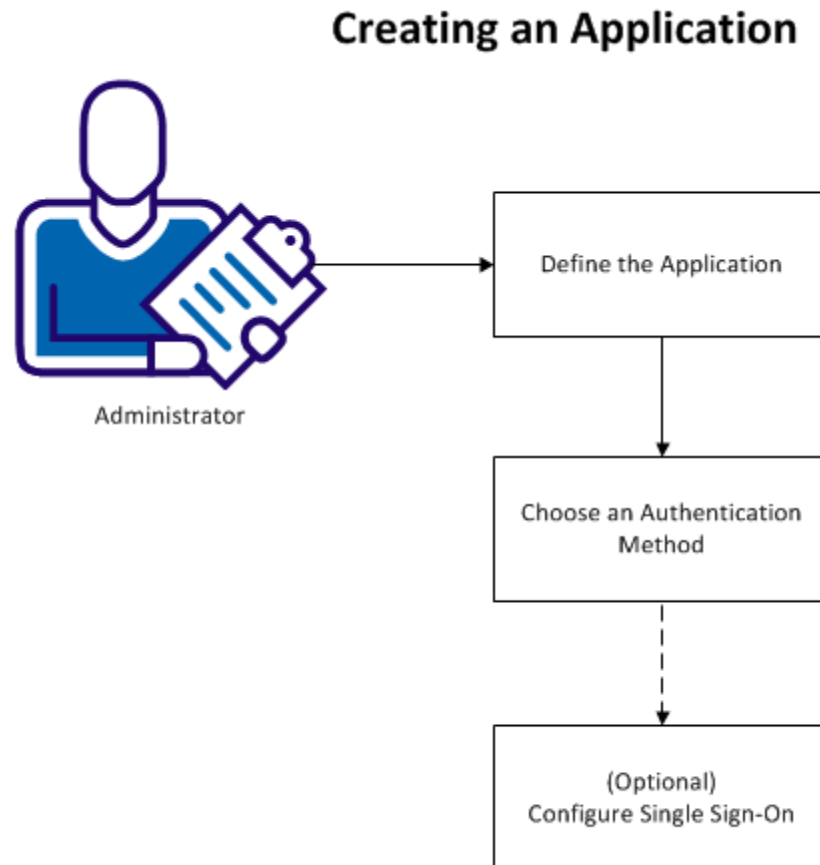 Creating an Application
Define the Application
Administrator
Choose an Authentication
Method
(Optional)
Configure Single Sign-On